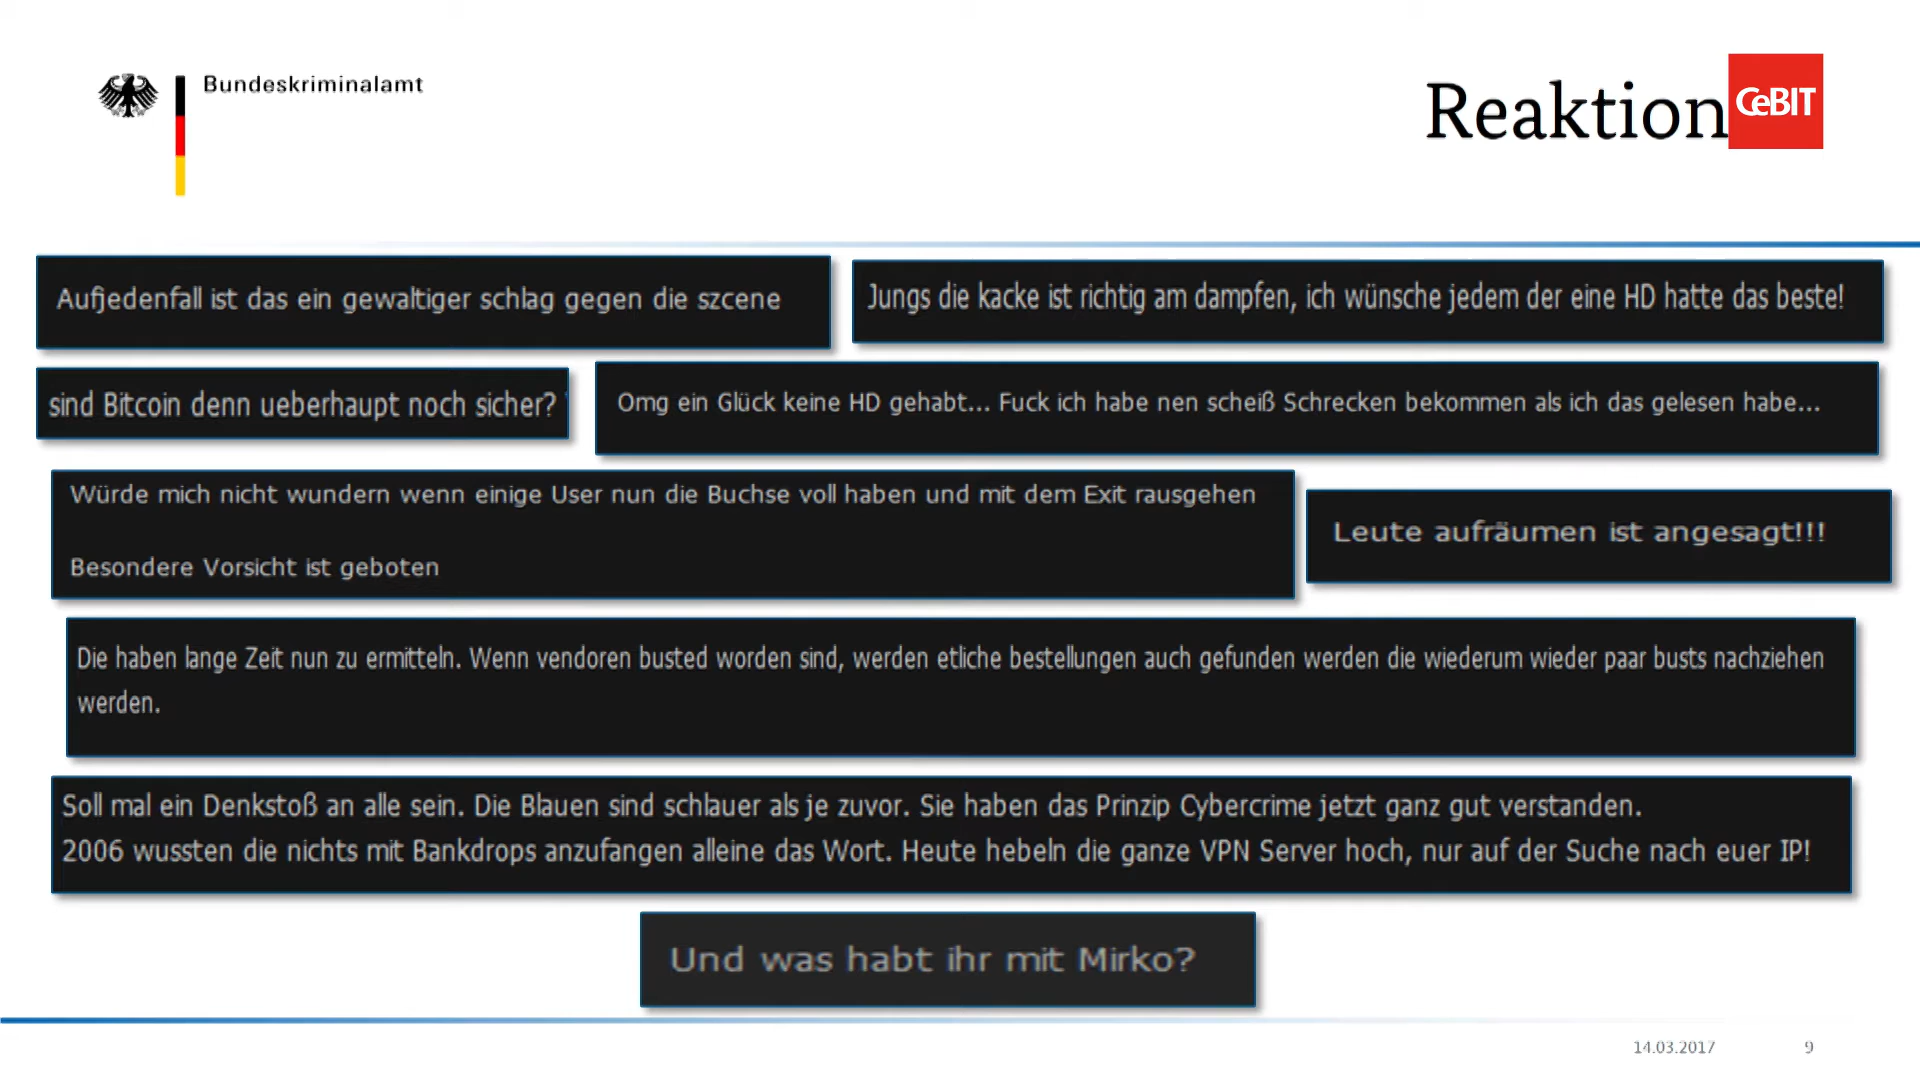 Bundeskriminalamt
Reaktion
CeBIT
Aufjedenfall ist das ein gewaltiger schlag gegen die szcene
Jungs die kacke ist richtig am dampfen, ich wünsche jedem der eine HD hatte das beste!
sind Bitcoin denn ueberhaupt noch sicher?
Omg ein Glück keine HD gehabt... Fuck ich habe nen scheiß Schrecken bekommen als ich das gelesen habe...
Würde mich nicht wundern wenn einige User nun die Buchse voll haben und mit dem Exit rausgehen
Besondere Vorsicht ist geboten
Leute aufräumen ist angesagt!!!
Die haben lange Zeit nun zu ermitteln. Wenn vendoren busted worden sind, werden etliche bestellungen auch gefunden werden die wiederum wieder paar busts nachziehen
werden.
Soll mal ein Denkstoß an alle sein. Die Blauen sind schlauer als je zuvor. Sie haben das Prinzip Cybercrime jetzt ganz gut verstanden.
2006 wussten die nichts mit Bankdrops anzufangen alleine das Wort. Heute hebeln die ganze VPN Server hoch, nur auf der Suche nach euer IP!
Und was habt ihr mit Mirko?
14.03.2017
9